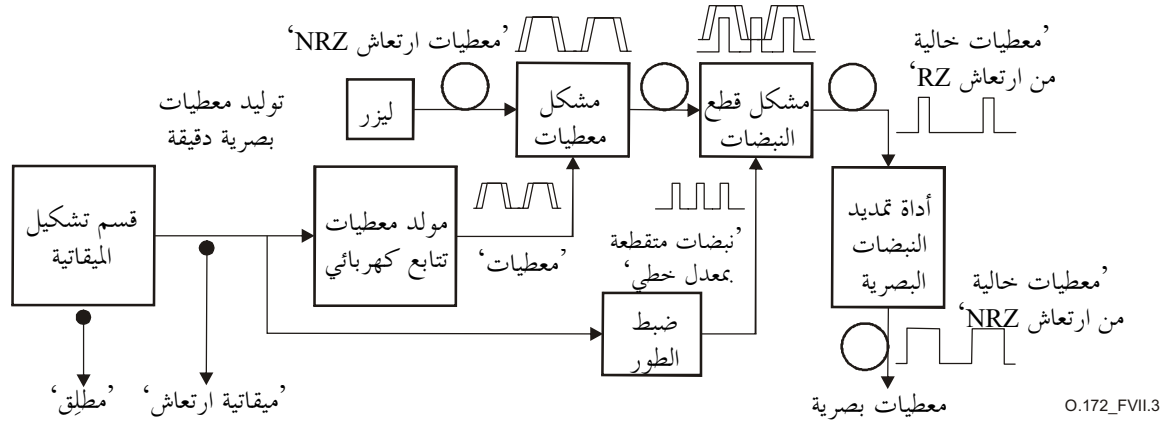 ’معطيات ارتعاش NRZ‘
’معطيات خالية
من ارتعاش RZ‘
ليزر
مشكل
معطيات
مشكل قطع
النبضات
توليد معطيات
بصرية دقيقة
قسم تشكيل
الميقاتية
مولد معطيات
تتابع كهربائي
’معطيات‘
’نبضات متقطعة
بمعدل خطي‘
أداة تمديد
النبضات
البصرية
ضبط
الطور
’معطيات خالية
من ارتعاش NRZ‘
’مطلِق‘
’ميقاتية ارتعاش‘
معطيات بصرية
O.172_FVII.3